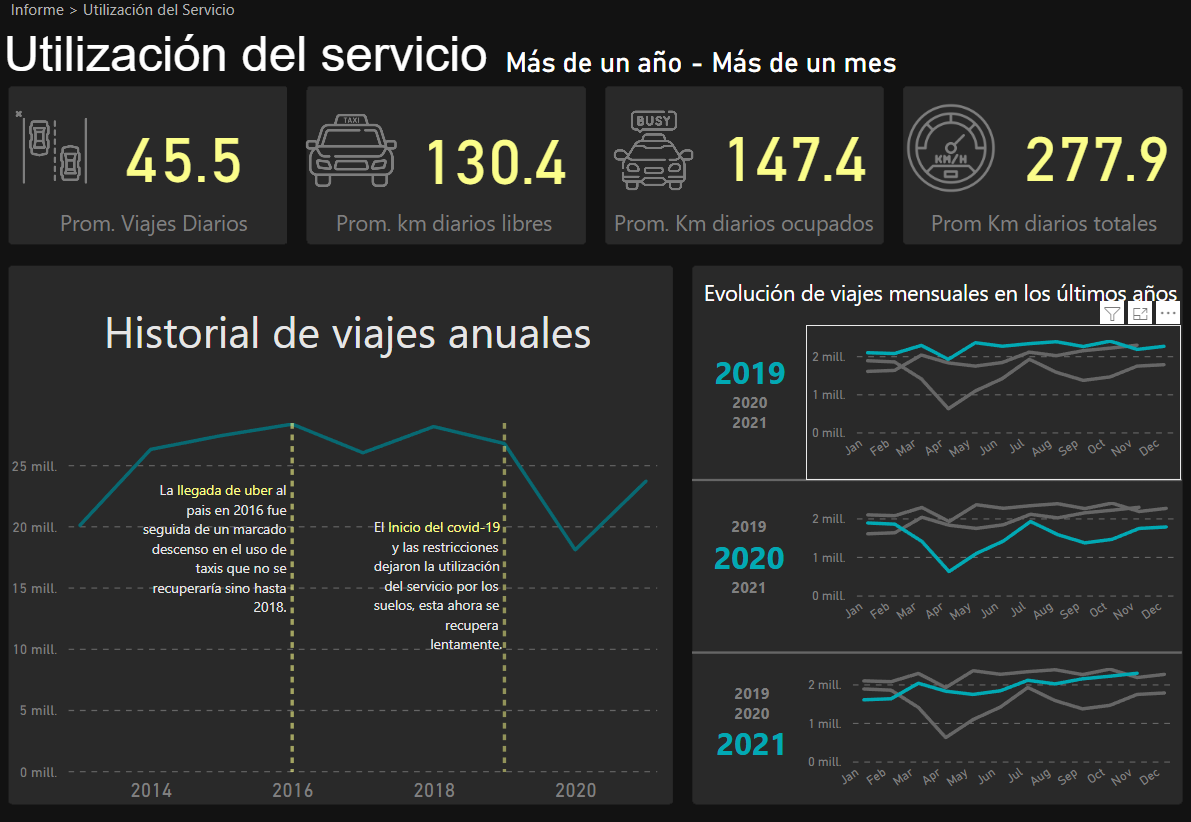 Informe > Utilización del Servicio
Utilización del servicio Más de un año - Más de un mes
45.5
Prom. Viajes Diarios
TAXI
130.4
Prom. km diarios libres
BUSY
147.4
Prom. Km diarios ocupados
KM/H
277.9
Prom Km diarios totales
Historial de viajes anuales
25 mill.
20 mill.
15 mill.
10 mill.
5 mill.
0 mill.
La llegada de uber al
pais en 2016 fue
seguida de un marcado
descenso en el uso de
taxis que no se
recuperaría sino hasta
2018.
El Inicio del covid-19
y las restricciones
dejaron la utilización
del servicio por los
suelos, esta ahora se
recupera
lentamente.
2014 2016 2018 2020
Evolución de viajes mensuales en los últimos años
2019
2020
2021
2 mill.
1 mill.
0 mill.
Jan Feb Mar Apr May Jun Jul Aug Sep Oct Nov Dec
2019
2020
2021
2 mill.
1 mill.
0 mill.
Jan Feb Mar Apr May Jun Jul Aug Sep Oct Nov Dec
2019
2020
2021
2 mill.
1 mill.
0 mill.
Jan Feb Mar Apr May Jun Jul Aug Sep Oct Nov Dec